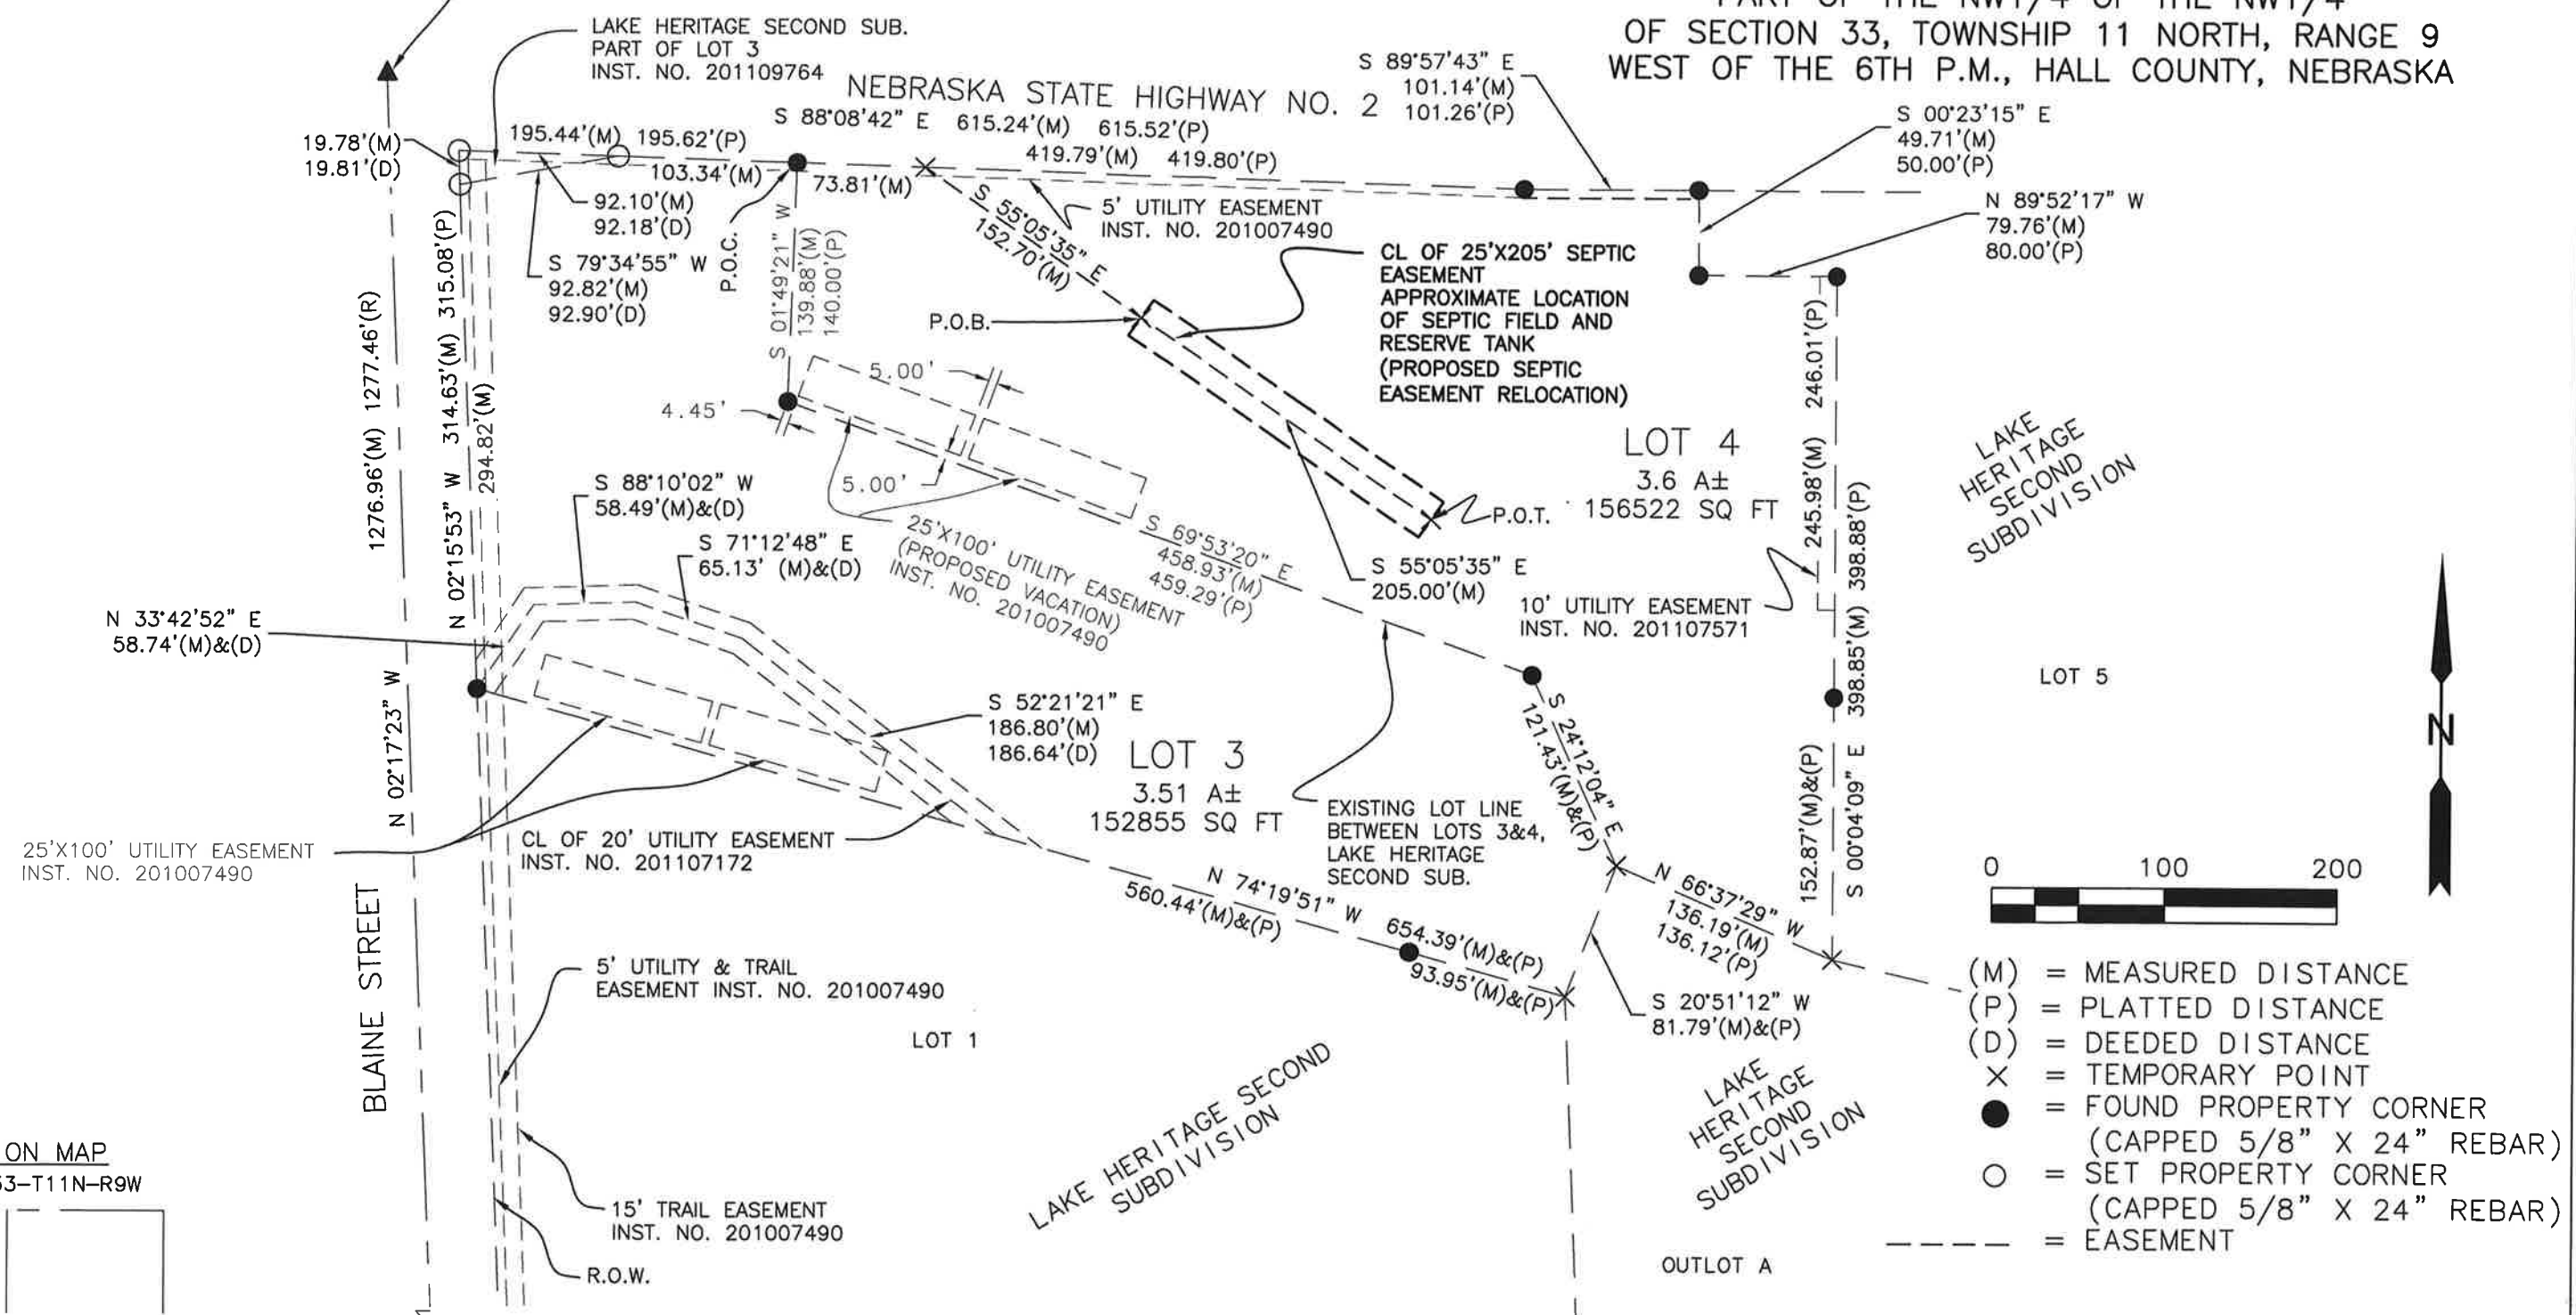 PART OF THE NW1/4 OF THE NW1/4
OF SECTION 33, TOWNSHIP 11 NORTH, RANGE 9
WEST OF THE 6TH P.M., HALL COUNTY, NEBRASKA
LAKE HERITAGE SECOND SUB.
PART OF LOT 3
INST. NO. 201109764
NEBRASKA STATE HIGHWAY NO. 2
S 89°57'43" E
101.14'(M)
101.26'(P)
S 00°23'15" E
49.71'(M)
50.00'(P)
19.78'(M)
19.81'(D)
195.44'(M) 195.62'(P)
S 88°08'42" E 615.24'(M) 615.52'(P)
419.79'(M) 419.80'(P)
103.34'(M)
73.81'(M)
92.10'(M)
92.18'(D)
S 79°34'55" W
92.82'(M)
92.90'(D)
P.O.C.
S 01°49'21" W
139.88'(M)
140.00'(P)
S 55°05'35" E
152.70'(M)
5' UTILITY EASEMENT
INST. NO. 201007490
N 89°52'17" W
79.76'(M)
80.00'(P)
CL OF 25'X205' SEPTIC
EASEMENT
APPROXIMATE LOCATION
OF SEPTIC FIELD AND
RESERVE TANK
(PROPOSED SEPTIC
EASEMENT RELOCATION)
P.O.B.
1276.96'(M) 1277.46'(R)
N 02°15'53" W 314.63'(M) 315.08'(P)
294.82'(M)
5.00'
4.45'
5.00'
245.98'(M) 246.01'(P)
LOT 4
3.6 A±
156522 SQ FT
P.O.T.
LAKE
HERITAGE
SECOND
SUBDIVISION
S 88°10'02" W
58.49'(M)&(D)
S 71°12'48" E
65.13' (M)&(D)
25'X100' UTILITY EASEMENT
(PROPOSED VACATION)
INST. NO. 201007490
S 69°53'20" E
458.93'(M)
459.29'(P)
S 55°05'35" E
205.00'(M)
10' UTILITY EASEMENT
INST. NO. 201107571
S 00°04'09" E 398.85'(M) 398.88'(P)
N 33°42'52" E
58.74'(M)&(D)
N 02°17'23" W
LOT 5
N
S 52°21'21" E
186.80'(M)
186.64'(D)
LOT 3
3.51 A±
152855 SQ FT
S 24°12'04" E
121.43'(M)&(P)
152.87'(M)&(P)
EXISTING LOT LINE
BETWEEN LOTS 3&4,
LAKE HERITAGE
SECOND SUB.
25'X100' UTILITY EASEMENT
INST. NO. 201007490
CL OF 20' UTILITY EASEMENT
INST. NO. 201107172
N 74°19'51" W 654.39'(M)&(P)
560.44'(M)&(P)
93.95'(M)&(P)
N 66°37'29" W
136.19'(M)
136.12'(P)
0 100 200
BLAINE STREET
5' UTILITY & TRAIL
EASEMENT INST. NO. 201007490
LOT 1
S 20°51'12" W
81.79'(M)&(P)
LAKE HERITAGE SECOND
SUBDIVISION
LAKE
HERITAGE
SECOND
SUBDIVISION
(M) = MEASURED DISTANCE
(P) = PLATTED DISTANCE
(D) = DEEDED DISTANCE
X = TEMPORARY POINT
● = FOUND PROPERTY CORNER
(CAPPED 5/8" X 24" REBAR)
○ = SET PROPERTY CORNER
(CAPPED 5/8" X 24" REBAR)
---- = EASEMENT
ON MAP
33-T11N-R9W
15' TRAIL EASEMENT
INST. NO. 201007490
R.O.W.
OUTLOT A